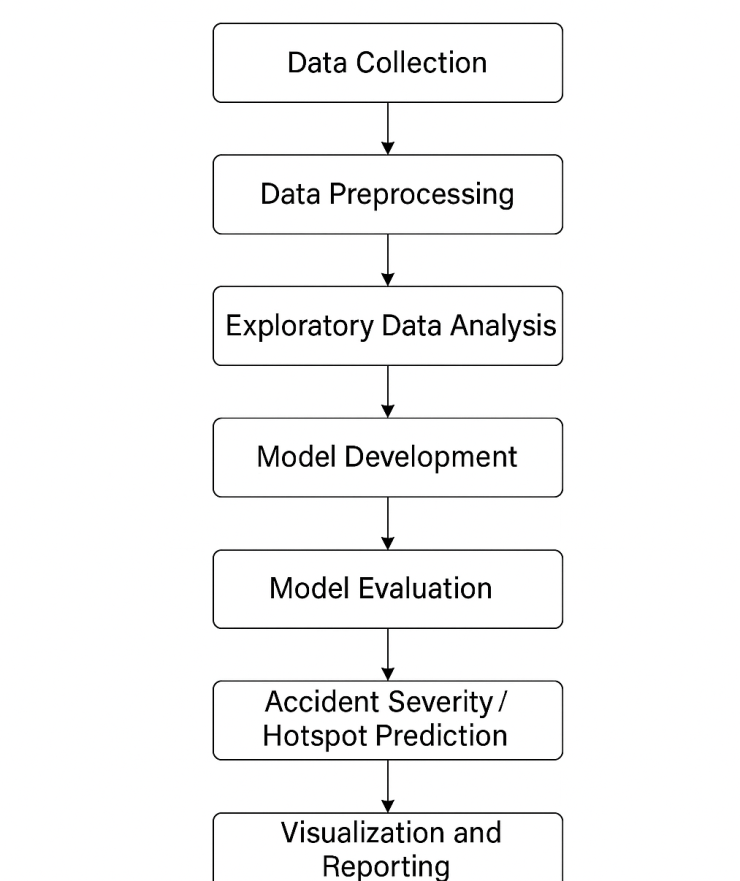 Data Collection
Data Preprocessing
Exploratory Data Analysis
Model Development
Model Evaluation
Accident Severity /
Hotspot Prediction
Visualization and
Reporting